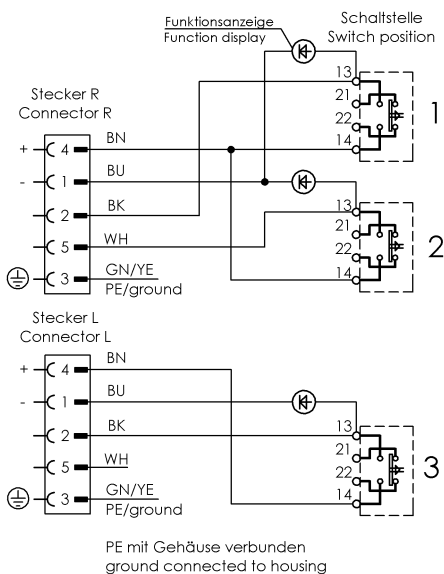 Funktionsanzeige
Function display
Schaltstelle
Switch position
Stecker R
Connector R
13
21
22
14
1
+ 4 BN
- 1 BU
2 BK
5 WH
3 GN/YE
PE/ground
13
21
22
14
2
Stecker L
Connector L
+ 4 BN
- 1 BU
2 BK
5 WH
3 GN/YE
PE/ground
13
21
22
14
3
PE mit Gehäuse verbunden
ground connected to housing